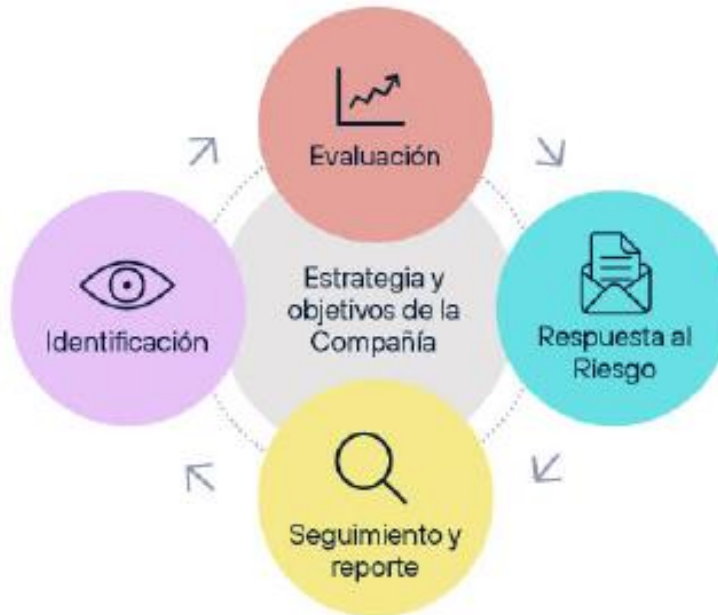 Evaluación
Identificación
Estrategia y
objetivos de la
Compañía
Respuesta al
Riesgo
Seguimiento y
reporte